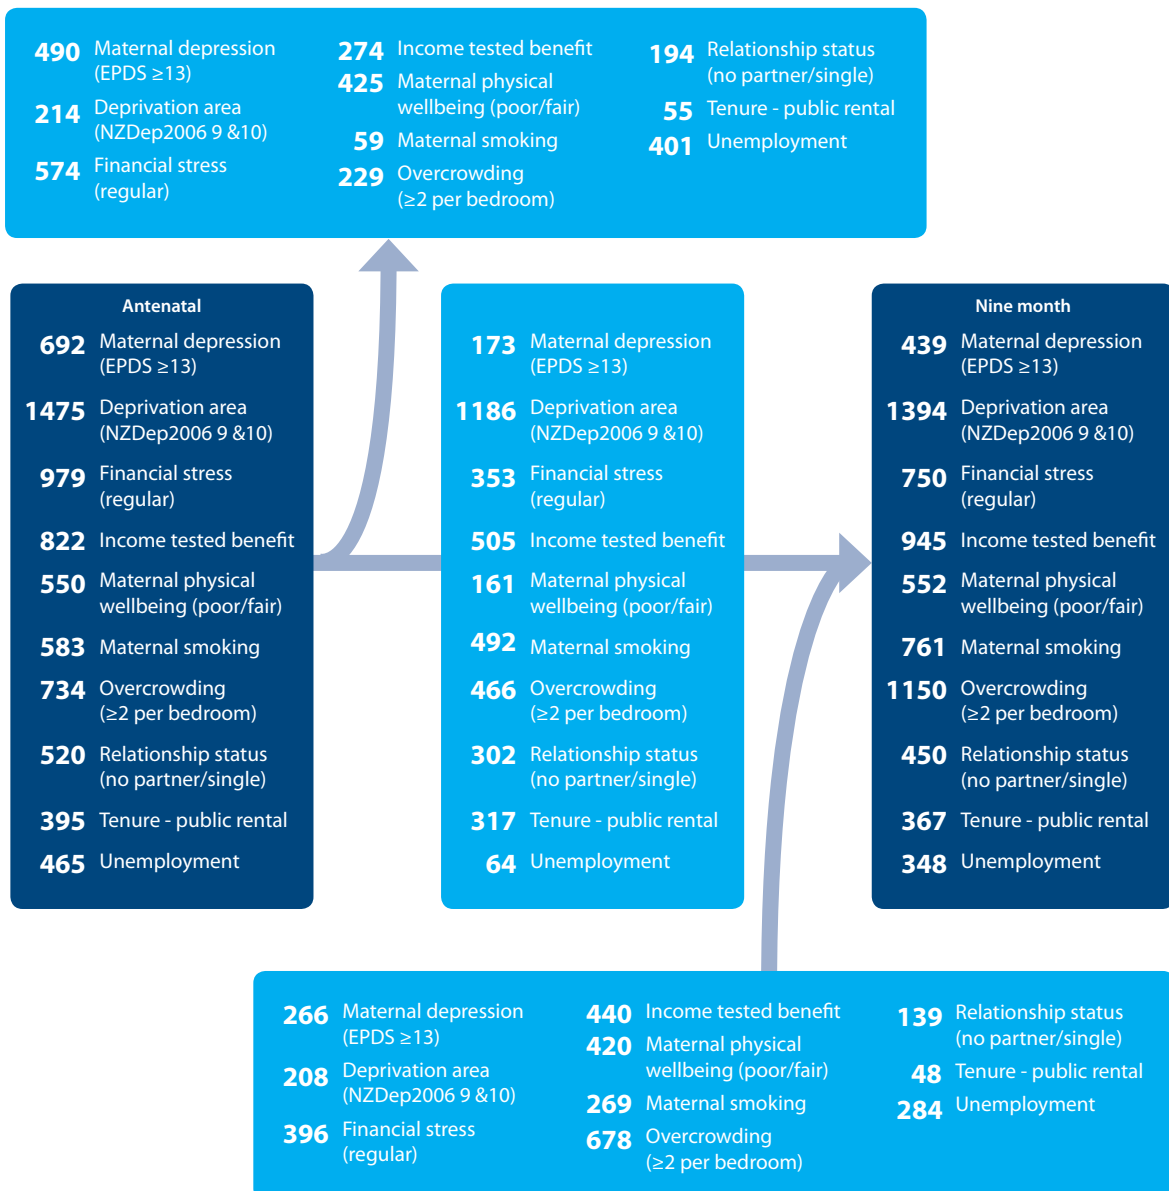 490 Maternal depression
(EPDS ≥13)
214 Deprivation area
(NZDep2006 9 &10)
574 Financial stress
(regular)
274 Income tested benefit
425 Maternal physical
wellbeing (poor/fair)
59 Maternal smoking
229 Overcrowding
(≥2 per bedroom)
194 Relationship status
(no partner/single)
55 Tenure - public rental
401 Unemployment
Antenatal
692 Maternal depression
(EPDS ≥13)
1475 Deprivation area
(NZDep2006 9 &10)
979 Financial stress
(regular)
822 Income tested benefit
550 Maternal physical
wellbeing (poor/fair)
583 Maternal smoking
734 Overcrowding
(≥2 per bedroom)
520 Relationship status
(no partner/single)
395 Tenure - public rental
465 Unemployment
173 Maternal depression
(EPDS ≥13)
1186 Deprivation area
(NZDep2006 9 &10)
353 Financial stress
(regular)
505 Income tested benefit
161 Maternal physical
wellbeing (poor/fair)
492 Maternal smoking
466 Overcrowding
(≥2 per bedroom)
302 Relationship status
(no partner/single)
317 Tenure - public rental
64 Unemployment
Nine month
439 Maternal depression
(EPDS ≥13)
1394 Deprivation area
(NZDep2006 9 &10)
750 Financial stress
(regular)
945 Income tested benefit
552 Maternal physical
wellbeing (poor/fair)
761 Maternal smoking
1150 Overcrowding
(≥2 per bedroom)
450 Relationship status
(no partner/single)
367 Tenure - public rental
348 Unemployment
266 Maternal depression
(EPDS ≥13)
208 Deprivation area
(NZDep2006 9 &10)
396 Financial stress
(regular)
440 Income tested benefit
420 Maternal physical
wellbeing (poor/fair)
269 Maternal smoking
678 Overcrowding
(≥2 per bedroom)
139 Relationship status
(no partner/single)
48 Tenure - public rental
284 Unemployment